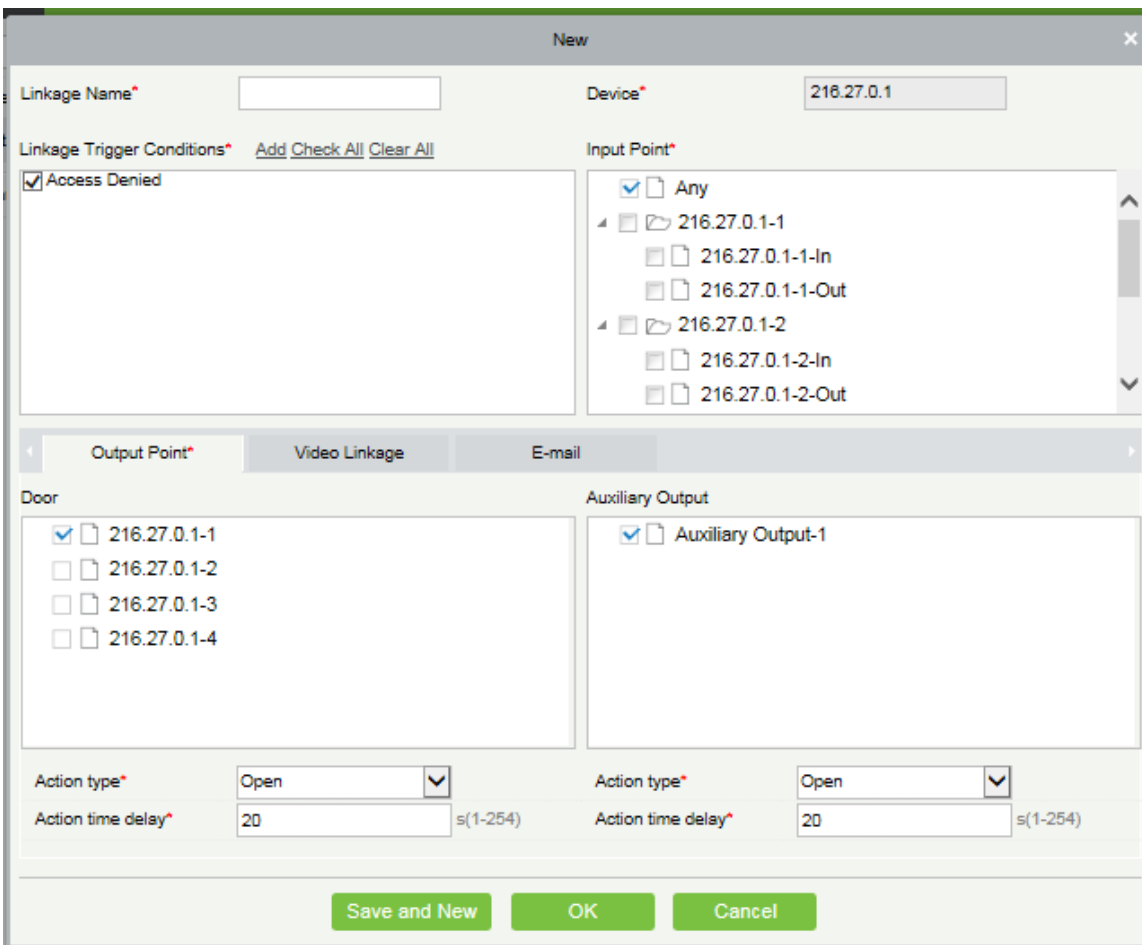 New
Linkage Name* Device* 216.27.0.1
Linkage Trigger Conditions* Add Check All Clear All Input Point*
Access Denied
Any
216.27.0.1-1
216.27.0.1-1-In
216.27.0.1-1-Out
216.27.0.1-2
216.27.0.1-2-In
216.27.0.1-2-Out
Output Point* Video Linkage E-mail
Door Auxiliary Output
216.27.0.1-1 Auxiliary Output-1
216.27.0.1-2
216.27.0.1-3
216.27.0.1-4
Action type* Open Action type* Open
Action time delay* 20 s(1-254) Action time delay* 20 s(1-254)
Save and New OK Cancel